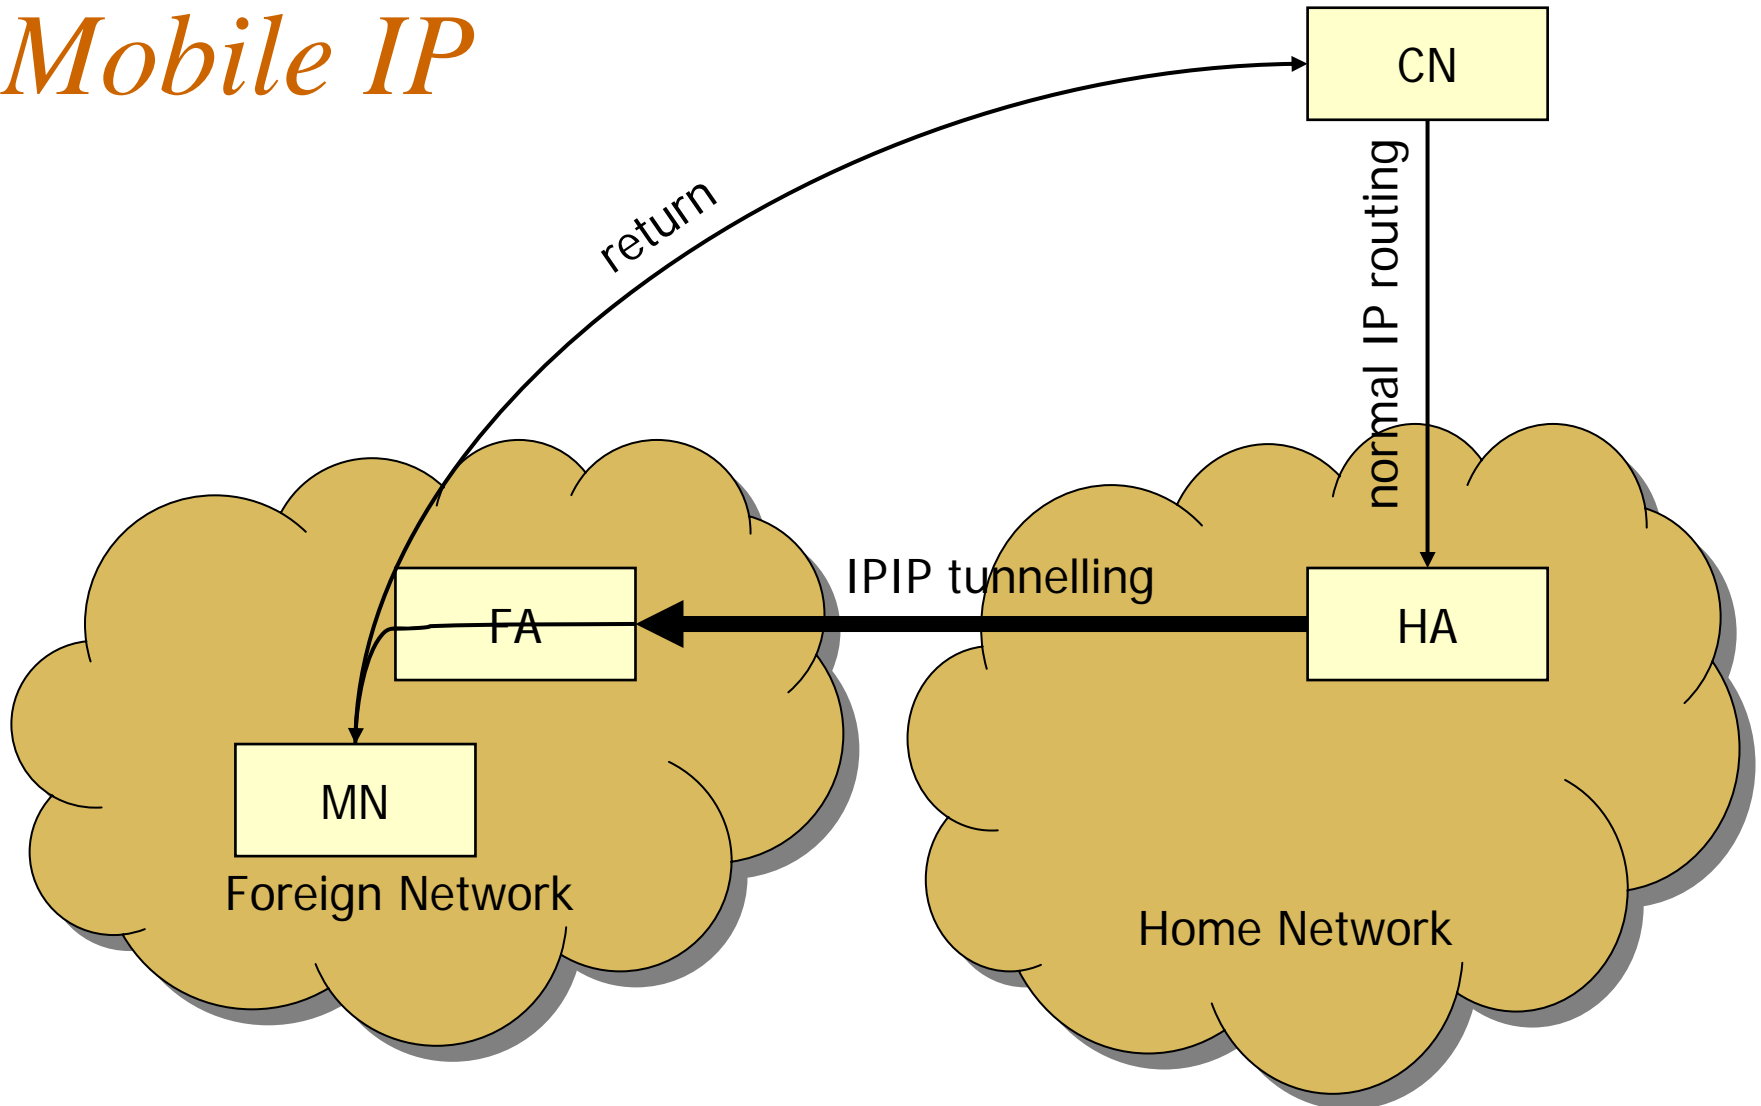 Mobile IP
CN
return
normal IP routing
IPIP tunnelling
FA
HA
MN
Foreign Network
Home Network